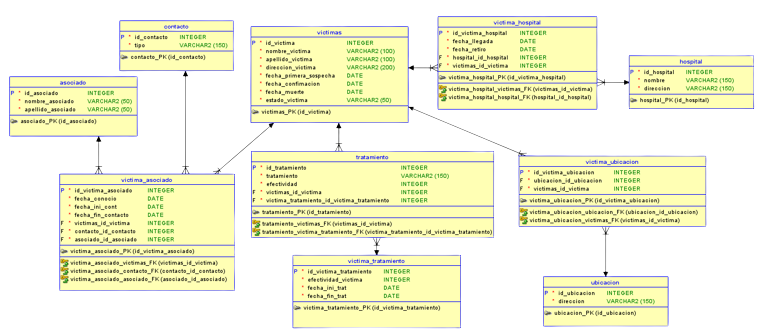 contacto
P * id_contacto INTEGER
* tipo VARCHAR2 (150)
contacto_PK (id_contacto)
victimas
P * id_victima INTEGER
* nombre_victima VARCHAR2 (100)
* apellido_victima VARCHAR2 (100)
* direccion_victima VARCHAR2 (200)
* fecha_primera_sospecha DATE
* fecha_confimacion DATE
* fecha_muerte DATE
* estado_victima VARCHAR2 (50)
victimas_PK (id_victima)
victima_hospital
P * id_victima_hospital INTEGER
* fecha_llegada DATE
* fecha_retiro DATE
F * hospital_id_hospital INTEGER
F * victimas_id_victima INTEGER
victima_hospital_PK (id_victima_hospital)
victima_hospital_victimas_FK (victimas_id_victima)
victima_hospital_hospital_FK (hospital_id_hospital)
hospital
P * id_hospital INTEGER
* nombre VARCHAR2 (150)
* direccion VARCHAR2 (150)
hospital_PK (id_hospital)
asociado
P * id_asociado INTEGER
* nombre_asociado VARCHAR2 (50)
* apellido_asociado VARCHAR2 (50)
asociado_PK (id_asociado)
victima_asociado
P * id_victima_asociado INTEGER
* fecha_conocio DATE
* fecha_ini_cont DATE
* fecha_fin_contacto DATE
F * victimas_id_victima INTEGER
F * contacto_id_contacto INTEGER
F * asociado_id_asociado INTEGER
victima_asociado_PK (id_victima_asociado)
victima_asociado_victimas_FK (victimas_id_victima)
victima_asociado_contacto_FK (contacto_id_contacto)
victima_asociado_asociado_FK (asociado_id_asociado)
tratamiento
P * id_tratamiento INTEGER
* tratamiento VARCHAR2 (150)
* efectividad INTEGER
F * victimas_id_victima INTEGER
F * victima_tratamiento_id_victima_tratamiento INTEGER
tratamiento_PK (id_tratamiento)
tratamiento_victimas_FK (victimas_id_victima)
tratamiento_victima_tratamiento_FK (victima_tratamiento_id_victima_tratamiento)
victima_ubicacion
P * id_victima_ubicacion INTEGER
F * ubicacion_id_ubicacion INTEGER
F * victimas_id_victima INTEGER
victima_ubicacion_PK (id_victima_ubicacion)
victima_ubicacion_ubicacion_FK (ubicacion_id_ubicacion)
victima_ubicacion_victimas_FK (victimas_id_victima)
victima_tratamiento
P * id_victima_tratamiento INTEGER
* efectividad_victima INTEGER
* fecha_ini_trat DATE
* fecha_fin_trat DATE
victima_tratamiento_PK (id_victima_tratamiento)
ubicacion
P * id_ubicacion INTEGER
* direccion VARCHAR2 (150)
ubicacion_PK (id_ubicacion)